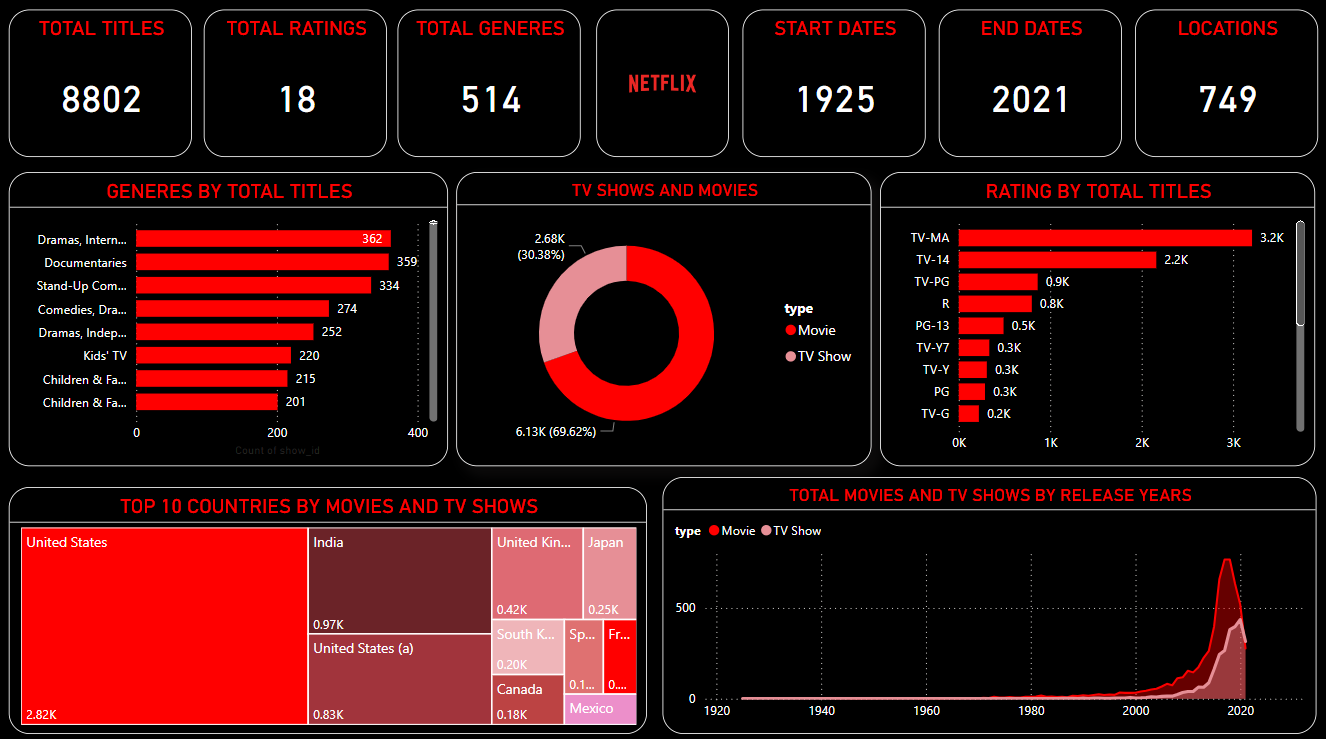 TOTAL TITLES
8802
TOTAL RATINGS
18
TOTAL GENERES
514
NETFLIX
START DATES
1925
END DATES
2021
LOCATIONS
749
GENERES BY TOTAL TITLES
Dramas, Intern... 362
Documentaries 359
Stand-Up Com... 334
Comedies, Dra... 274
Dramas, Indep... 252
Kids' TV 220
Children & Fa... 215
Children & Fa... 201
0 200 400
Count of show_id
TV SHOWS AND MOVIES
2.68K
(30.38%)
6.13K (69.62%)
type
Movie
TV Show
RATING BY TOTAL TITLES
TV-MA 3.2K
TV-14 2.2K
TV-PG 0.9K
R 0.8K
PG-13 0.5K
TV-Y7 0.3K
TV-Y 0.3K
PG 0.3K
TV-G 0.2K
0K 1K 2K 3K
TOP 10 COUNTRIES BY MOVIES AND TV SHOWS
United States
2.82K
India
0.97K
United States (a)
0.83K
United Kin...
0.42K
Japan
0.25K
South K...
0.20K
Canada
0.18K
Sp...
0.1...
Fr...
0....
Mexico
TOTAL MOVIES AND TV SHOWS BY RELEASE YEARS
type Movie TV Show
500
0
1920 1940 1960 1980 2000 2020